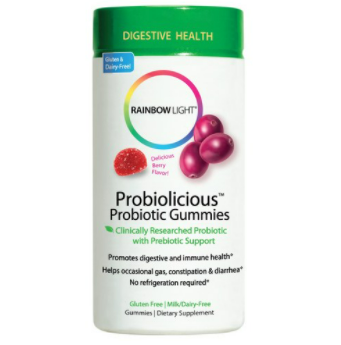 DIGESTIVE HEALTH
Gluten &
Dairy-Free!
RAINBOW LIGHT®
Delicious
Berry
Flavor!
Probiolicious™
Probiotic Gummies
Clinically Researched Probiotic
with Prebiotic Support
Promotes digestive and immune health*
Helps occasional gas, constipation & diarrhea*
No refrigeration required*
Gluten Free | Milk/Dairy-Free
Gummies | Dietary Supplement